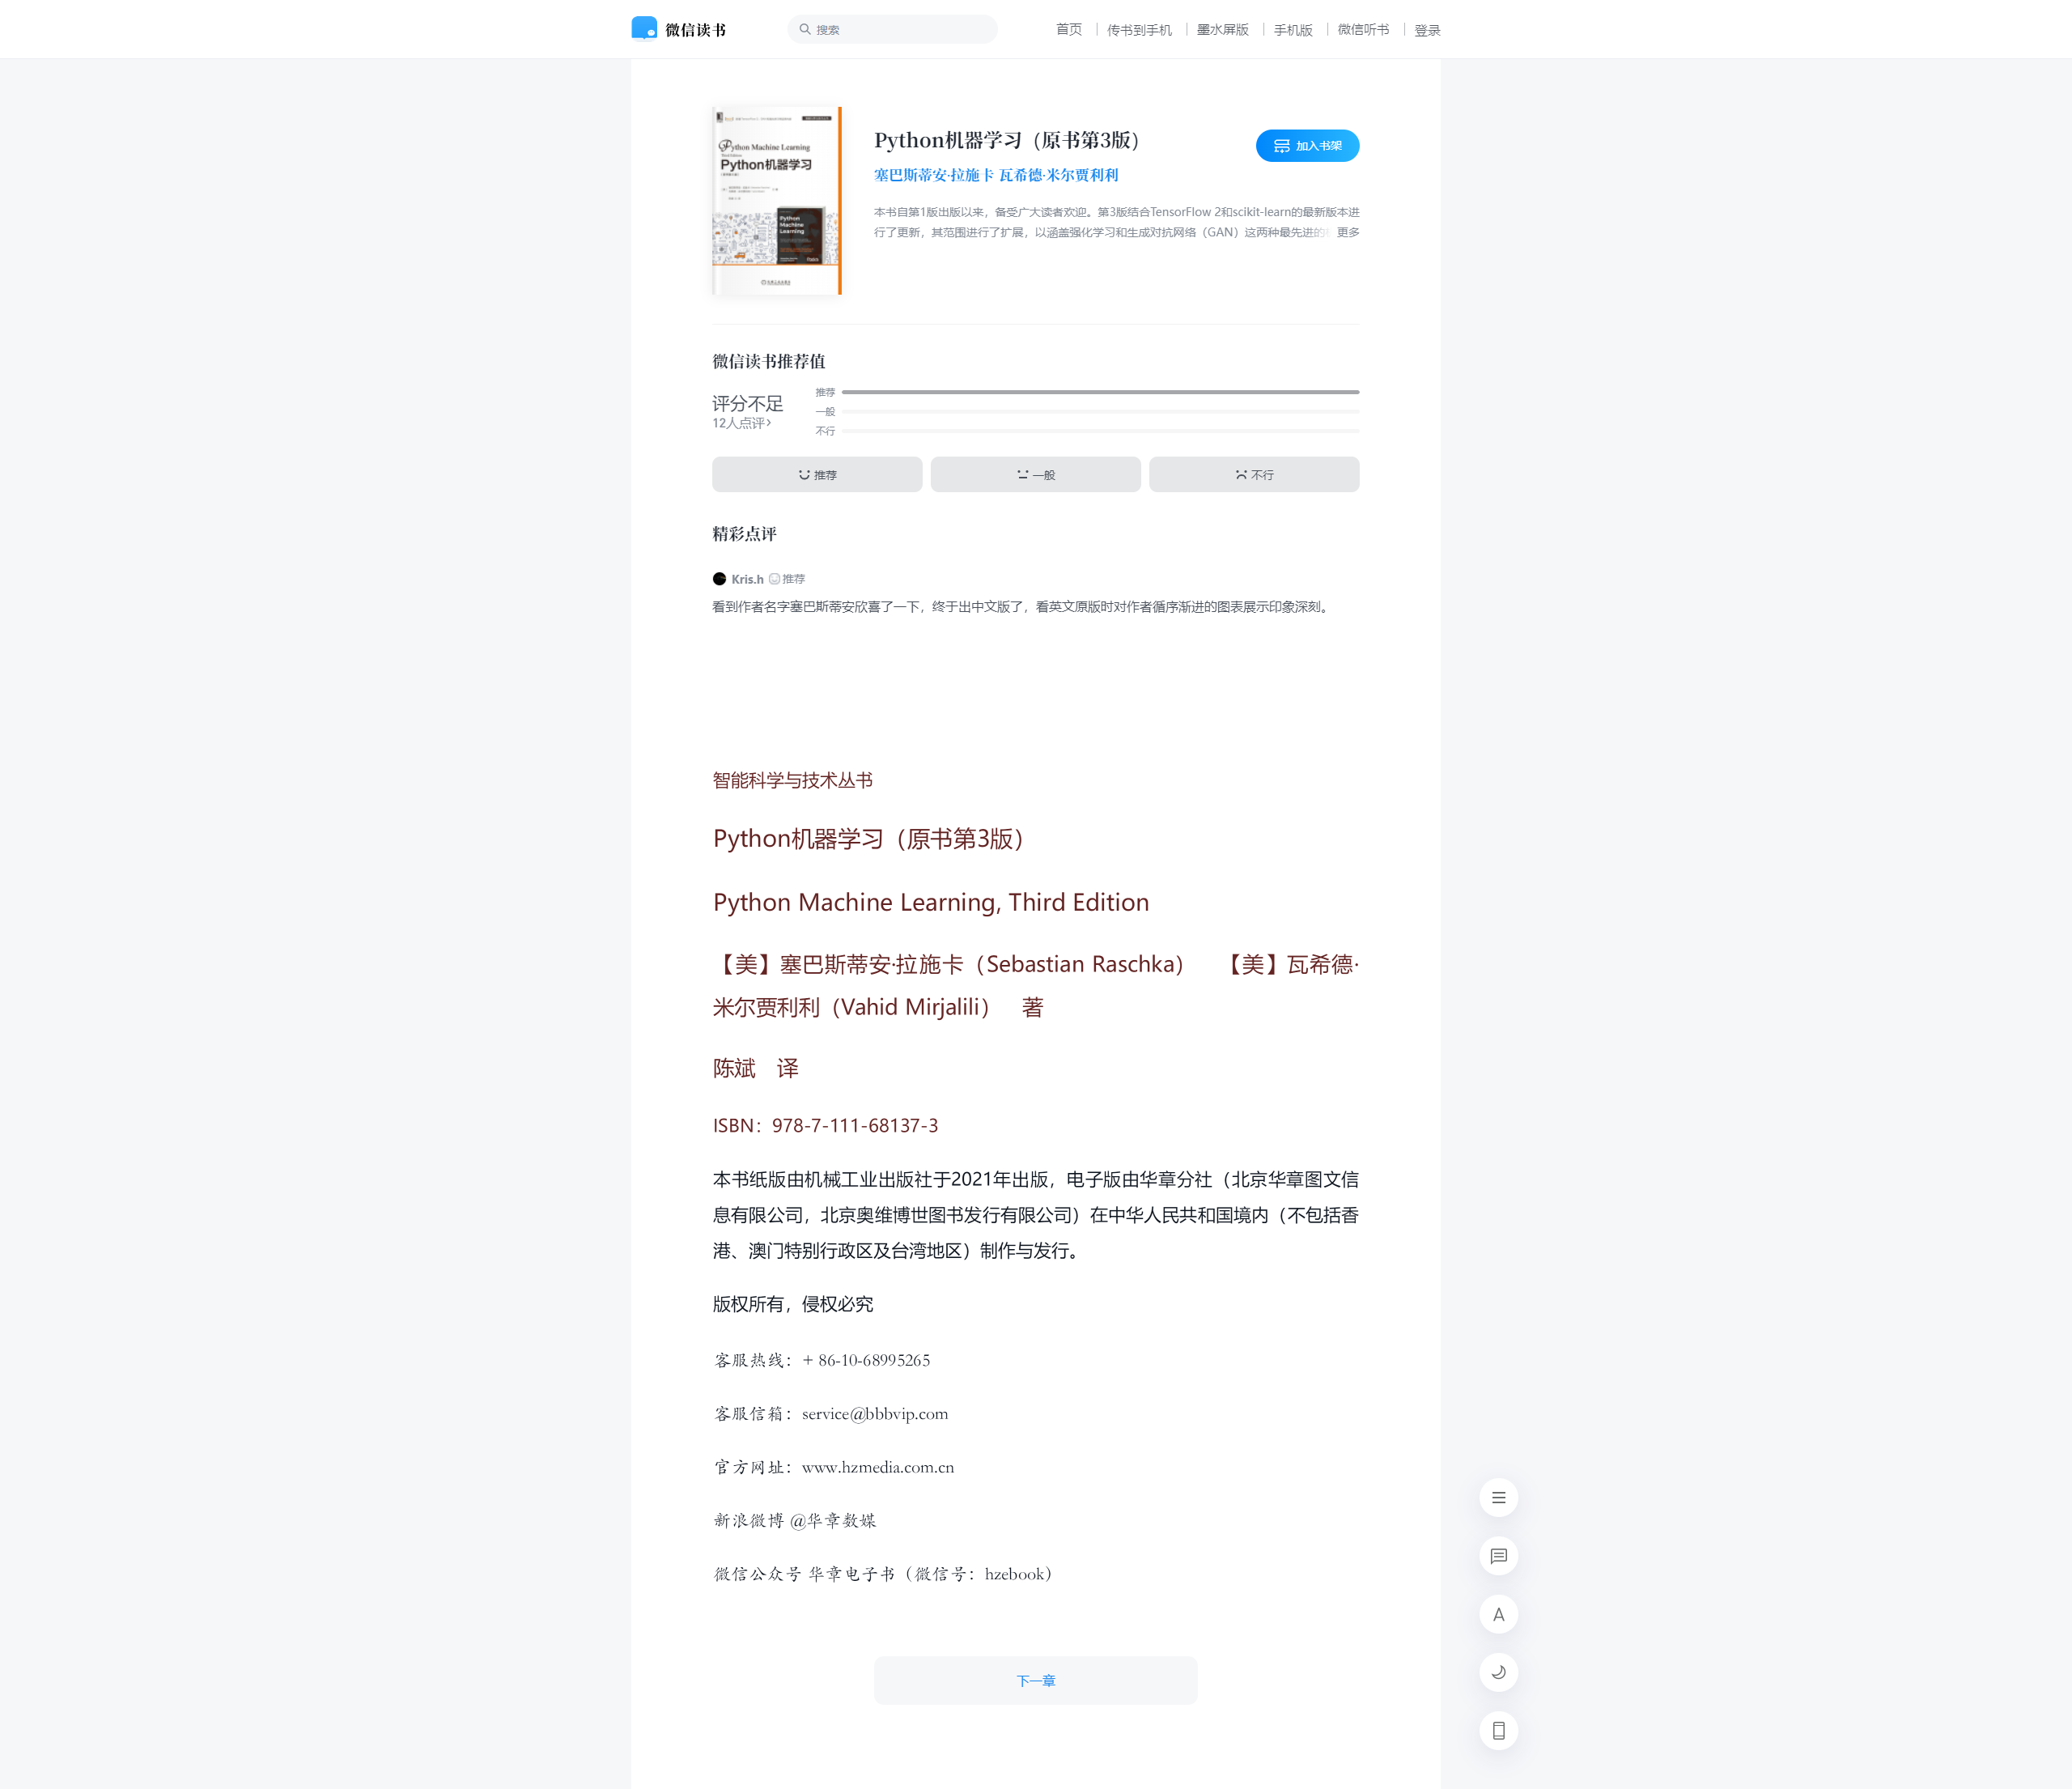 微信读书
搜索
首页
传书到手机
墨水屏版
手机版
微信听书
登录
Python Machine Learning
Python机器学习
Python
Machine
Learning
Python机器学习（原书第3版）
加入书架
塞巴斯蒂安·拉施卡 瓦希德·米尔贾利利
本书自第1版出版以来，备受广大读者欢迎。第3版结合TensorFlow 2和scikit-learn的最新版本进
行了更新，其范围进行了扩展，以涵盖强化学习和生成对抗网络（GAN）这两种最先进的 更多
微信读书推荐值
评分不足
12人点评
推荐
一般
不行
推荐
一般
不行
精彩点评
Kris.h 推荐
看到作者名字塞巴斯蒂安欣喜了一下，终于出中文版了，看英文原版时对作者循序渐进的图表展示印象深刻。
智能科学与技术丛书
Python机器学习（原书第3版）
Python Machine Learning, Third Edition
【美】塞巴斯蒂安·拉施卡（Sebastian Raschka） 【美】瓦希德·
米尔贾利利（Vahid Mirjalili） 著
陈斌 译
ISBN：978-7-111-68137-3
本书纸版由机械工业出版社于2021年出版，电子版由华章分社（北京华章图文信
息有限公司，北京奥维博世图书发行有限公司）在中华人民共和国境内（不包括香
港、澳门特别行政区及台湾地区）制作与发行。
版权所有，侵权必究
客服热线：+ 86-10-68995265
客服信箱：service@bbbvip.com
官方网址：www.hzmedia.com.cn
新浪微博 @华章数媒
微信公众号 华章电子书（微信号：hzebook）
A
下一章